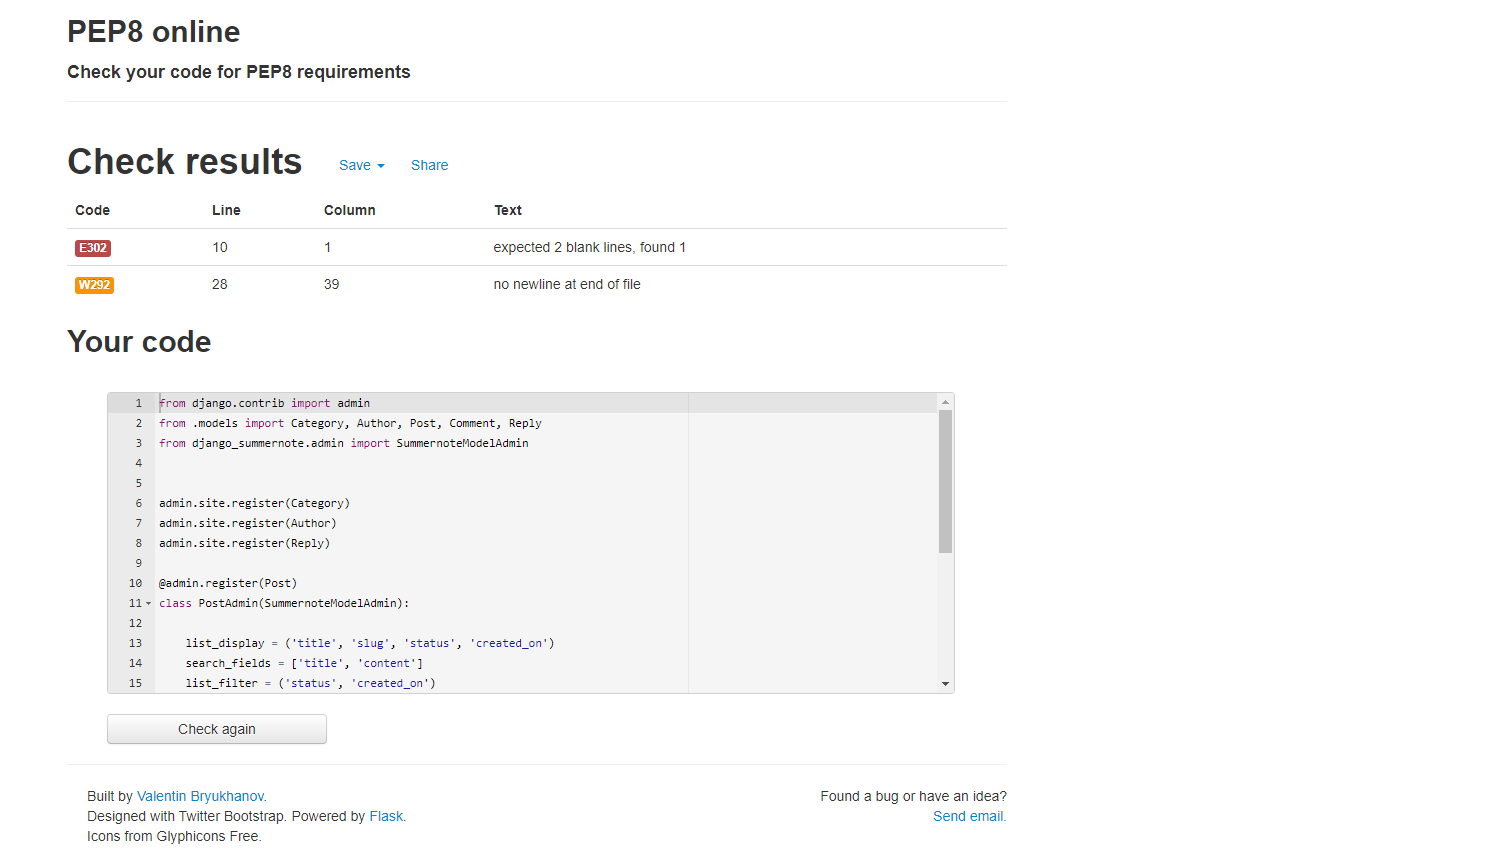 PEP8 online
Check your code for PEP8 requirements
Check results Save Share
Code Line Column Text
E302 10 1 expected 2 blank lines, found 1
W292 28 39 no newline at end of file
Your code
1 from django.contrib import admin
2 from .models import Category, Author, Post, Comment, Reply
3 from django_summernote.admin import SummernoteModelAdmin
4
5
6 admin.site.register(Category)
7 admin.site.register(Author)
8 admin.site.register(Reply)
9
10 @admin.register(Post)
11 class PostAdmin(SummernoteModelAdmin):
12
13 list_display = ('title', 'slug', 'status', 'created_on')
14 search_fields = ['title', 'content']
15 list_filter = ('status', 'created_on')
Check again
Built by Valentin Bryukhanov. Found a bug or have an idea?
Designed with Twitter Bootstrap. Powered by Flask. Send email.
Icons from Glyphicons Free.